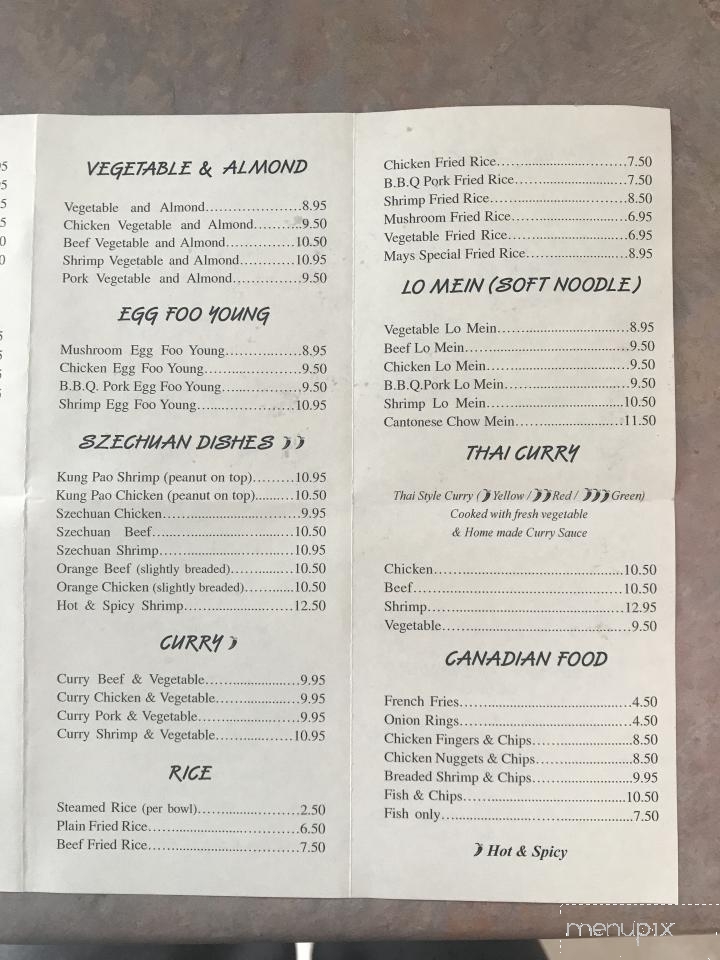 VEGETABLE & ALMOND
Vegetable and Almond.....................8.95
Chicken Vegetable and Almond..........9.50
Beef Vegetable and Almond...............10.50
Shrimp Vegetable and Almond...........10.95
Pork Vegetable and Almond...............9.50
EGG FOO YOUNG
Mushroom Egg Foo Young................8.95
Chicken Egg Foo Young.....................9.50
B.B.Q. Pork Egg Foo Young................9.50
Shrimp Egg Foo Young......................10.95
SZECHUAN DISHES
Kung Pao Shrimp (peanut on top).........10.95
Kung Pao Chicken (peanut on top).........10.50
Szechuan Chicken..............................9.95
Szechuan Beef................................10.50
Szechuan Shrimp..............................10.95
Orange Beef (slightly breaded)..............10.50
Orange Chicken (slightly breaded)...........10.50
Hot & Spicy Shrimp........................12.50
CURRY
Curry Beef & Vegetable.....................9.95
Curry Chicken & Vegetable..................9.95
Curry Pork & Vegetable.....................9.95
Curry Shrimp & Vegetable.................10.95
RICE
Steamed Rice (per bowl).....................2.50
Plain Fried Rice.................................6.50
Beef Fried Rice.................................7.50
Chicken Fried Rice............................7.50
B.B.Q Pork Fried Rice.......................7.50
Shrimp Fried Rice............................8.50
Mushroom Fried Rice.......................6.95
Vegetable Fried Rice........................6.95
Mays Special Fried Rice....................8.95
LO MEIN (SOFT NOODLE)
Vegetable Lo Mein...........................8.95
Beef Lo Mein.................................9.50
Chicken Lo Mein.............................9.50
B.B.Q.Pork Lo Mein.........................9.50
Shrimp Lo Mein.............................10.50
Cantonese Chow Mein......................11.50
THAI CURRY
Thai Style Curry ( Yellow / Red / Green)
Cooked with fresh vegetable
& Home made Curry Sauce
Chicken.......................................10.50
Beef...........................................10.50
Shrimp........................................12.95
Vegetable......................................9.50
CANADIAN FOOD
French Fries...................................4.50
Onion Rings...................................4.50
Chicken Fingers & Chips....................8.50
Chicken Nuggets & Chips...................8.50
Breaded Shrimp & Chips....................9.95
Fish & Chips.................................10.50
Fish only......................................7.50
Hot & Spicy
menupix